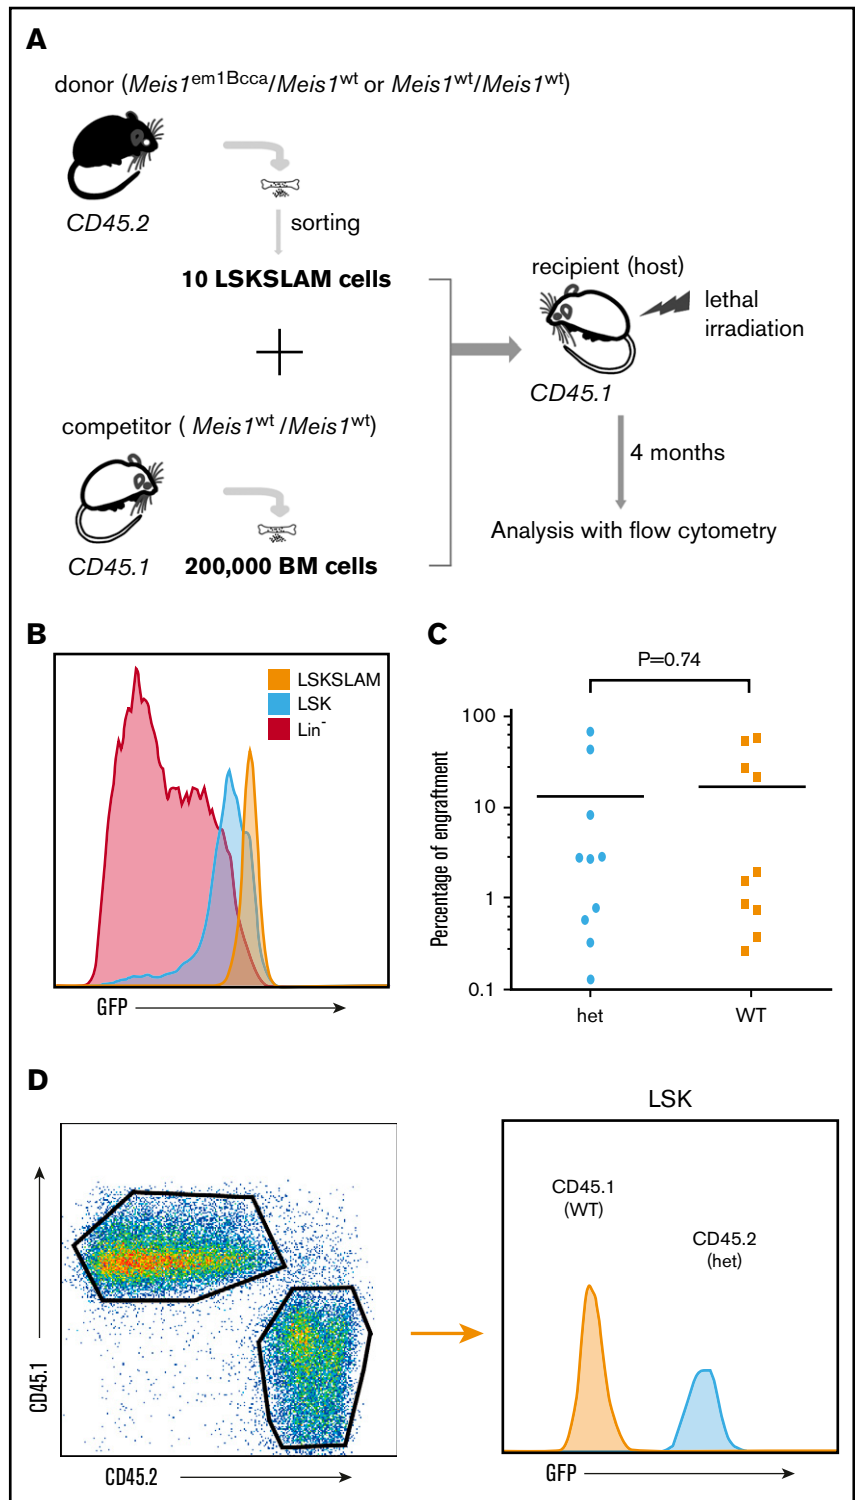 A
donor (Meis1em1Bcca/Meis1wt or Meis1wt/Meis1wt)
CD45.2
sorting
10 LSKSLAM cells
recipient (host)
lethal
irradiation
CD45.1
competitor ( Meis1wt /Meis1wt)
4 months
Analysis with flow cytometry
CD45.1
200,000 BM cells
B
LSKSLAM
LSK
Lin-
GFP
C
P=0.74
Percentage of engraftment
100
10
1
0.1
het
WT
D
CD45.1
CD45.2
LSK
CD45.1
(WT)
CD45.2
(het)
GFP